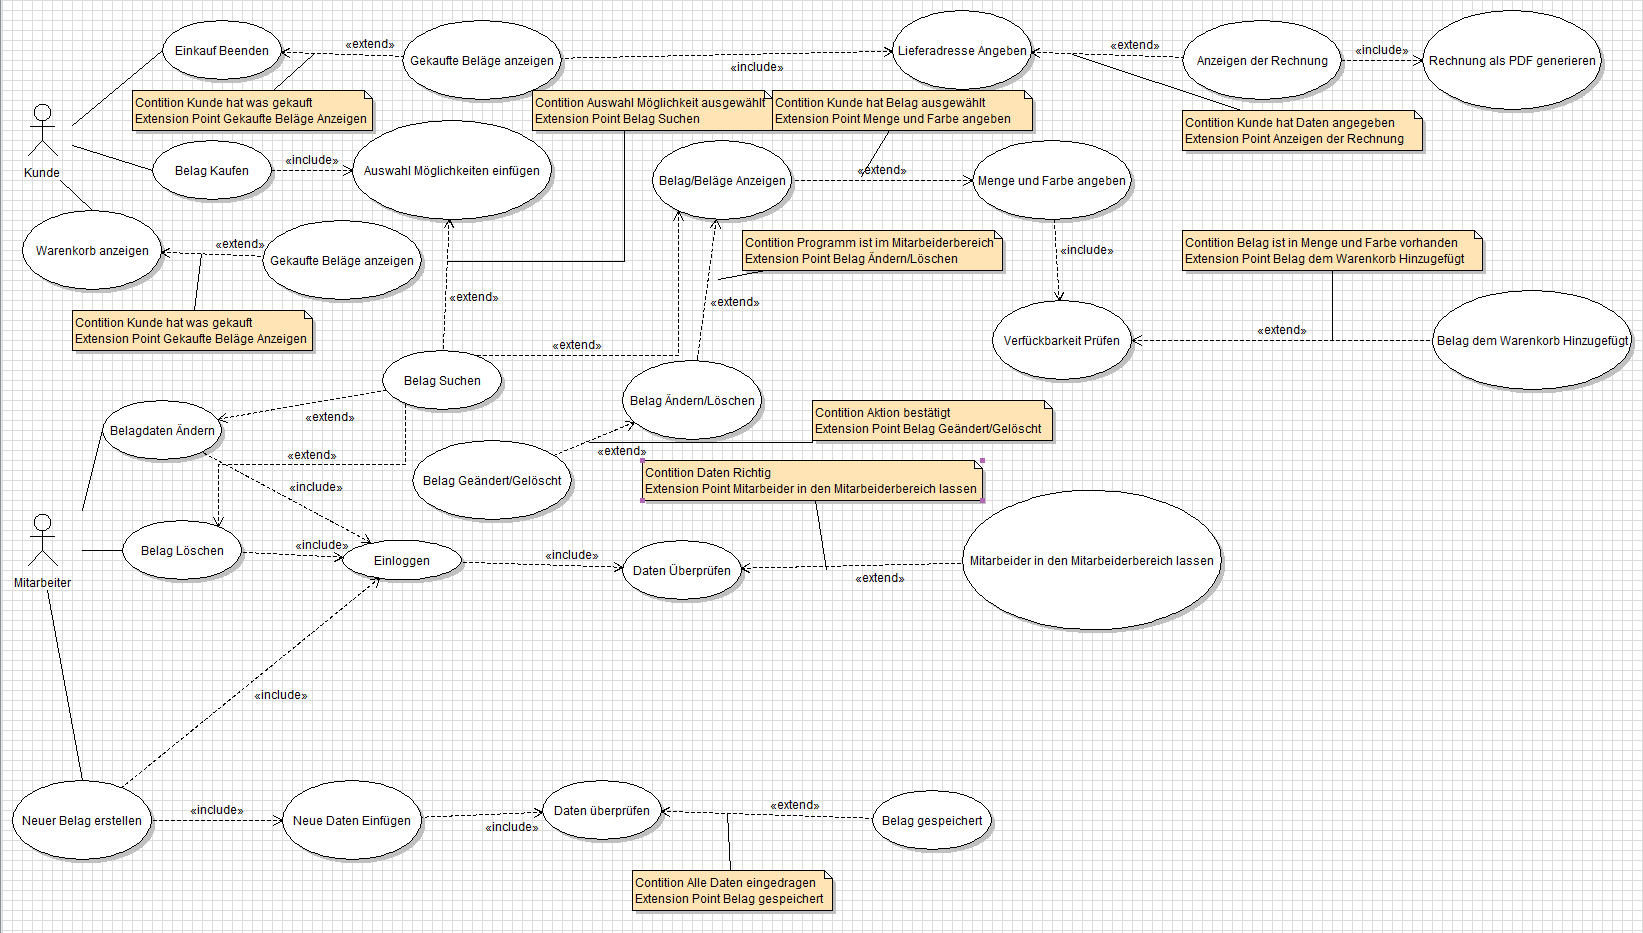 Einkauf Beenden
«extend»
Gekaufte Beläge anzeigen
«include»
Lieferadresse Angeben
«extend»
Anzeigen der Rechnung
«include»
Rechnung als PDF generieren
Contition Kunde hat was gekauft
Extension Point Gekaufte Beläge Anzeigen
Contition Auswahl Möglichkeit ausgewählt
Extension Point Belag Suchen
Contition Kunde hat Belag ausgewählt
Extension Point Menge und Farbe angeben
Contition Kunde hat Daten angegeben
Extension Point Anzeigen der Rechnung
Kunde
Belag Kaufen
«include»
Auswahl Möglichkeiten einfügen
Belag/Beläge Anzeigen
«extend»
Menge und Farbe angeben
Warenkorb anzeigen
«extend»
Gekaufte Beläge anzeigen
Contition Programm ist im Mitarbeiderbereich
Extension Point Belag Ändern/Löschen
«include»
Contition Belag ist in Menge und Farbe vorhanden
Extension Point Belag dem Warenkorb Hinzugefügt
«extend»
«extend»
Contition Kunde hat was gekauft
Extension Point Gekaufte Beläge Anzeigen
«extend»
Verfückbarkeit Prüfen
«extend»
Belag dem Warenkorb Hinzugefügt
Belag Suchen
Belag Ändern/Löschen
«extend»
Belagdaten Ändern
Contition Aktion bestätigt
Extension Point Belag Geändert/Gelöscht
«extend»
«extend»
Belag Geändert/Gelöscht
«include»
Contition Daten Richtig
Extension Point Mitarbeider in den Mitarbeiderbereich lassen
Mitarbeiter
Belag Löschen
«include»
Einloggen
«include»
Daten Überprüfen
«extend»
Mitarbeider in den Mitarbeiderbereich lassen
«include»
Neuer Belag erstellen
«include»
Neue Daten Einfügen
«include»
Daten überprüfen
«extend»
Belag gespeichert
Contition Alle Daten eingedragen
Extension Point Belag gespeichert